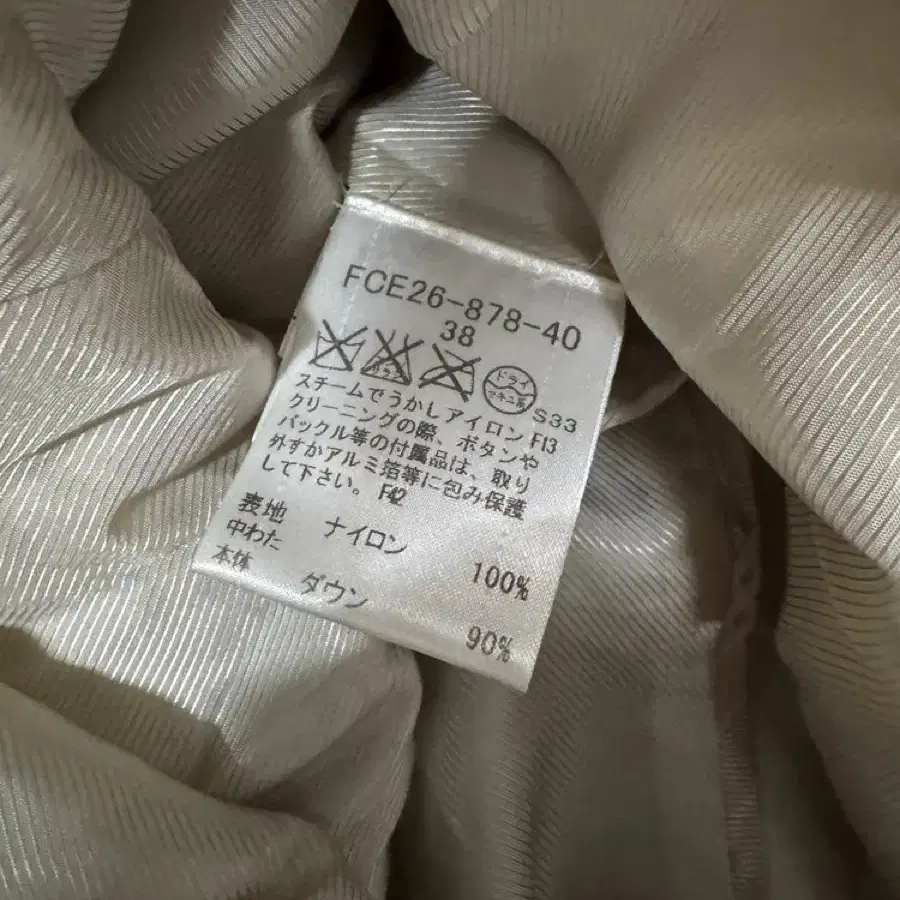 FCE26-878-40
38
ドライ
S33
スチームでうかしアイロン F13
クリーニングの際、ボタンや
バックル等の付属品は、取り
外すかアルミ箔等に包み保護
して下さい。 F42
表地 ナイロン 100%
中わた
本体 ダウン 90%